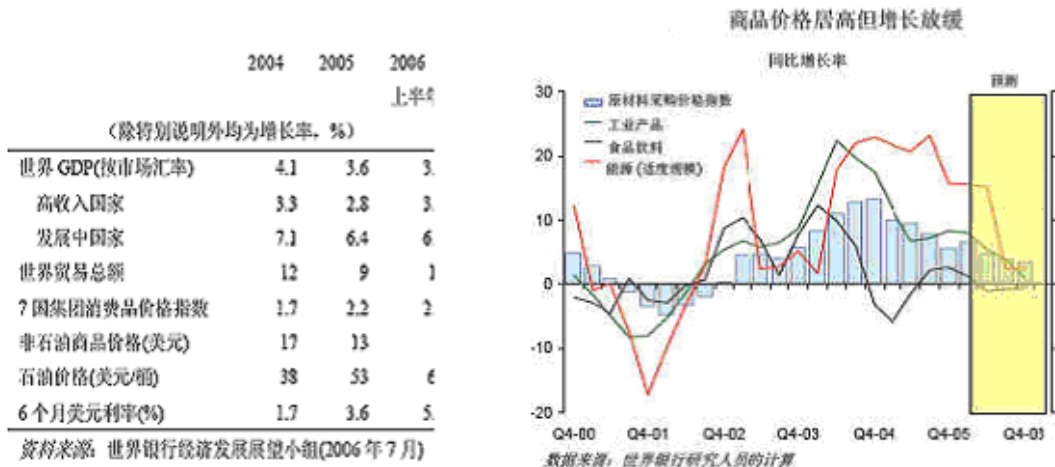 2004 2005 2006
上半年
(除特别说明外均为增长率，%)
世界 GDP(按市场汇率) 4.1 3.6 3.
高收入国家 3.3 2.8 3.
发展中国家 7.1 6.4 6.
世界贸易总额 12 9 1
7 国集团消费品价格指数 1.7 2.2 2.
非石油商品价格(美元) 17 13
石油价格(美元/桶) 38 53 6
6 个月美元利率(%) 1.7 3.6 5.
资料来源: 世界银行经济发展展望小组(2006 年 7 月)
商品价格居高但增长放缓
同比增长率
预测
原材料采购价格指数
工业产品
食品饮料
能源 (适度规模)
30
20
10
0
-10
-20
Q4-00 Q4-01 Q4-02 Q4-03 Q4-04 Q4-05 Q4-0
数据来源: 世界银行研究人员的计算